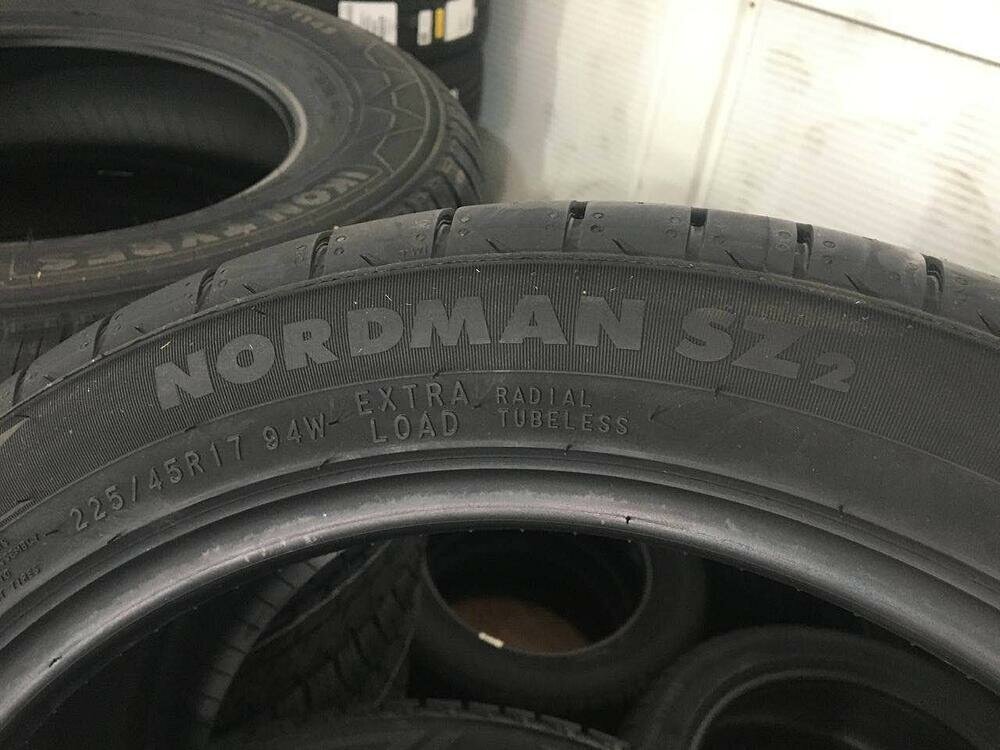 NORDMAN SZ2
225/45R17 94W
EXTRA
LOAD
RADIAL
TUBELESS